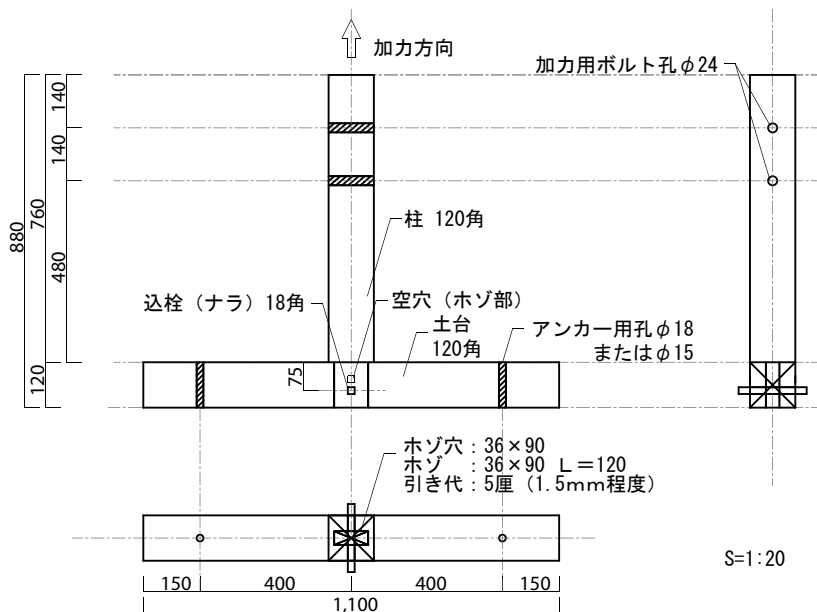 加力方向
加力用ボルト孔φ24
140
140
760
880
480
柱 120角
込栓（ナラ）18角
空穴（ホゾ部）
土台
120角
アンカー用孔φ18
またはφ15
120
75
ホゾ穴：36×90
ホゾ　：36×90 L＝120
引き代：5厘（1.5mm程度）
S=1:20
150
400
400
150
1,100